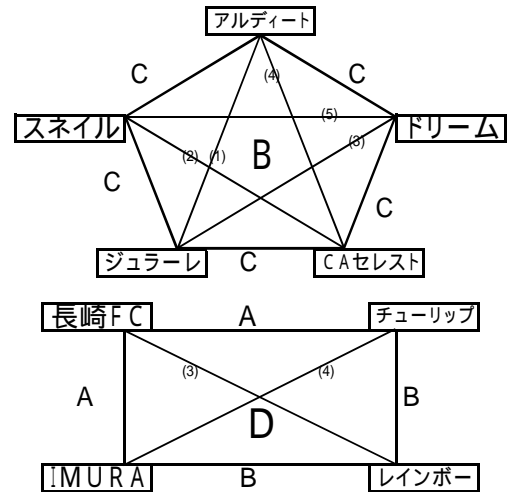 アルディート
C C
(4)
スネイル (5) ドリーム
(2) (1) B (3)
C C
ジュラーレ C CAセレスト
長崎FC A チューリップ
(3) (4)
A D B
IMURA B レインボー